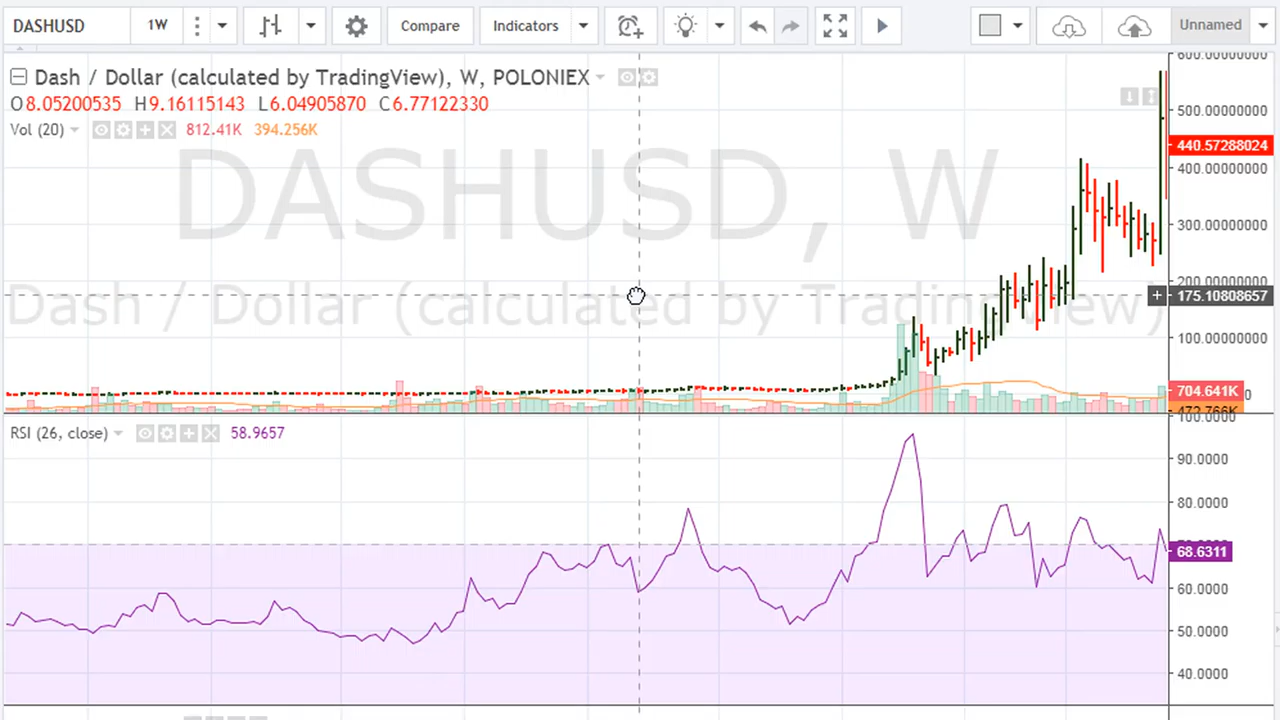 DASHUSD 1W Compare Indicators Unnamed
Dash / Dollar (calculated by TradingView), W, POLONIEX
O8.05200535 H9.16115143 L6.04905870 C6.77122330
Vol (20) 812.41K 394.256K
DASHUSD, W
Dash / Dollar (calculated by TradingView)
600.00000000
500.00000000
440.57288024
400.00000000
300.00000000
200.00000000
175.10808657
100.00000000
704.641K 0
472.766K
RSI (26, close) 58.9657
100.0000
90.0000
80.0000
68.6311
60.0000
50.0000
40.0000